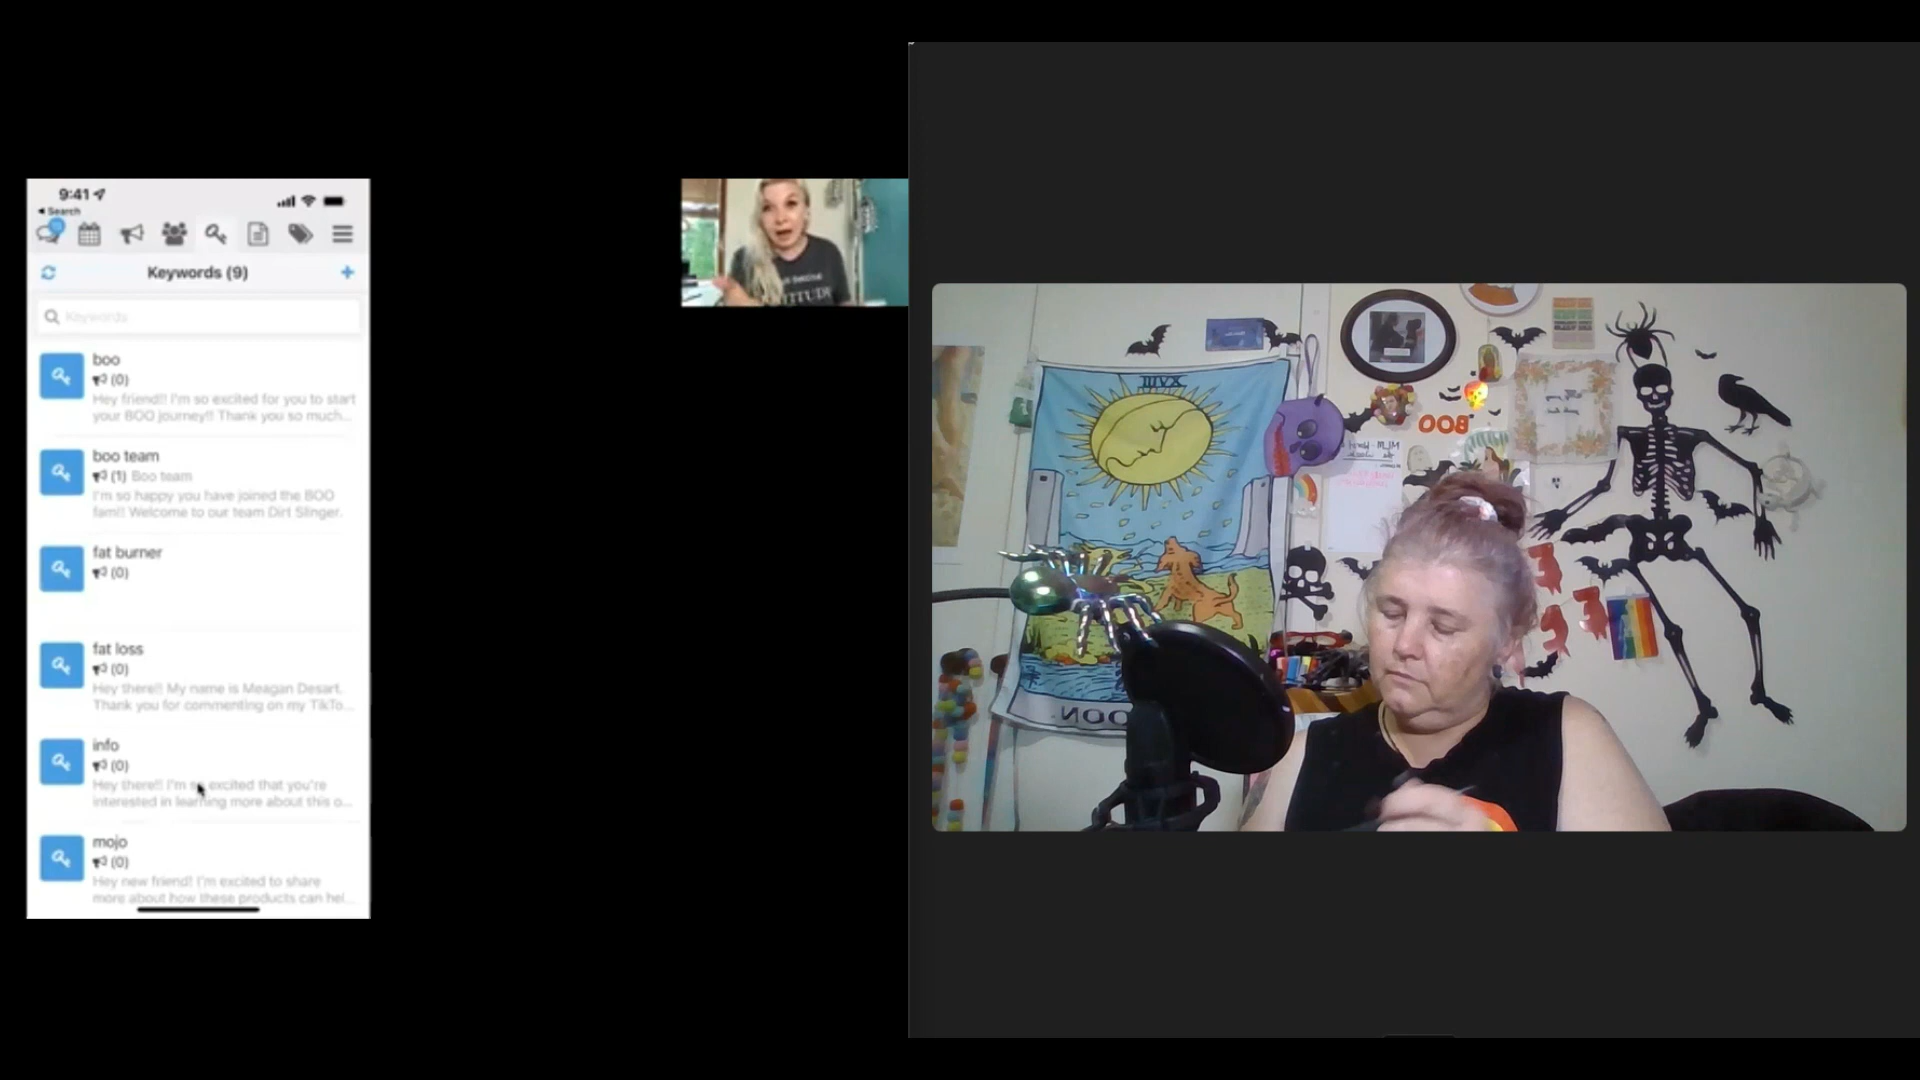 9:41
Search
Keywords (9)
Keywords
boo
(0)
Hey friend!! I'm so excited for you to start
your BOO journey!! Thank you so much...
boo team
(1) Boo team
I'm so happy you have joined the BOO
fam!! Welcome to our team Dirt Slinger.
fat burner
(0)
fat loss
(0)
Hey there!! My name is Meagan Desart.
Thank you for commenting on my TikTo...
info
(0)
Hey there!! I'm so excited that you're
interested in learning more about this o...
mojo
(0)
Hey new friend! I'm excited to share
more about how these products can hel...
XVIII
BOO
MOON